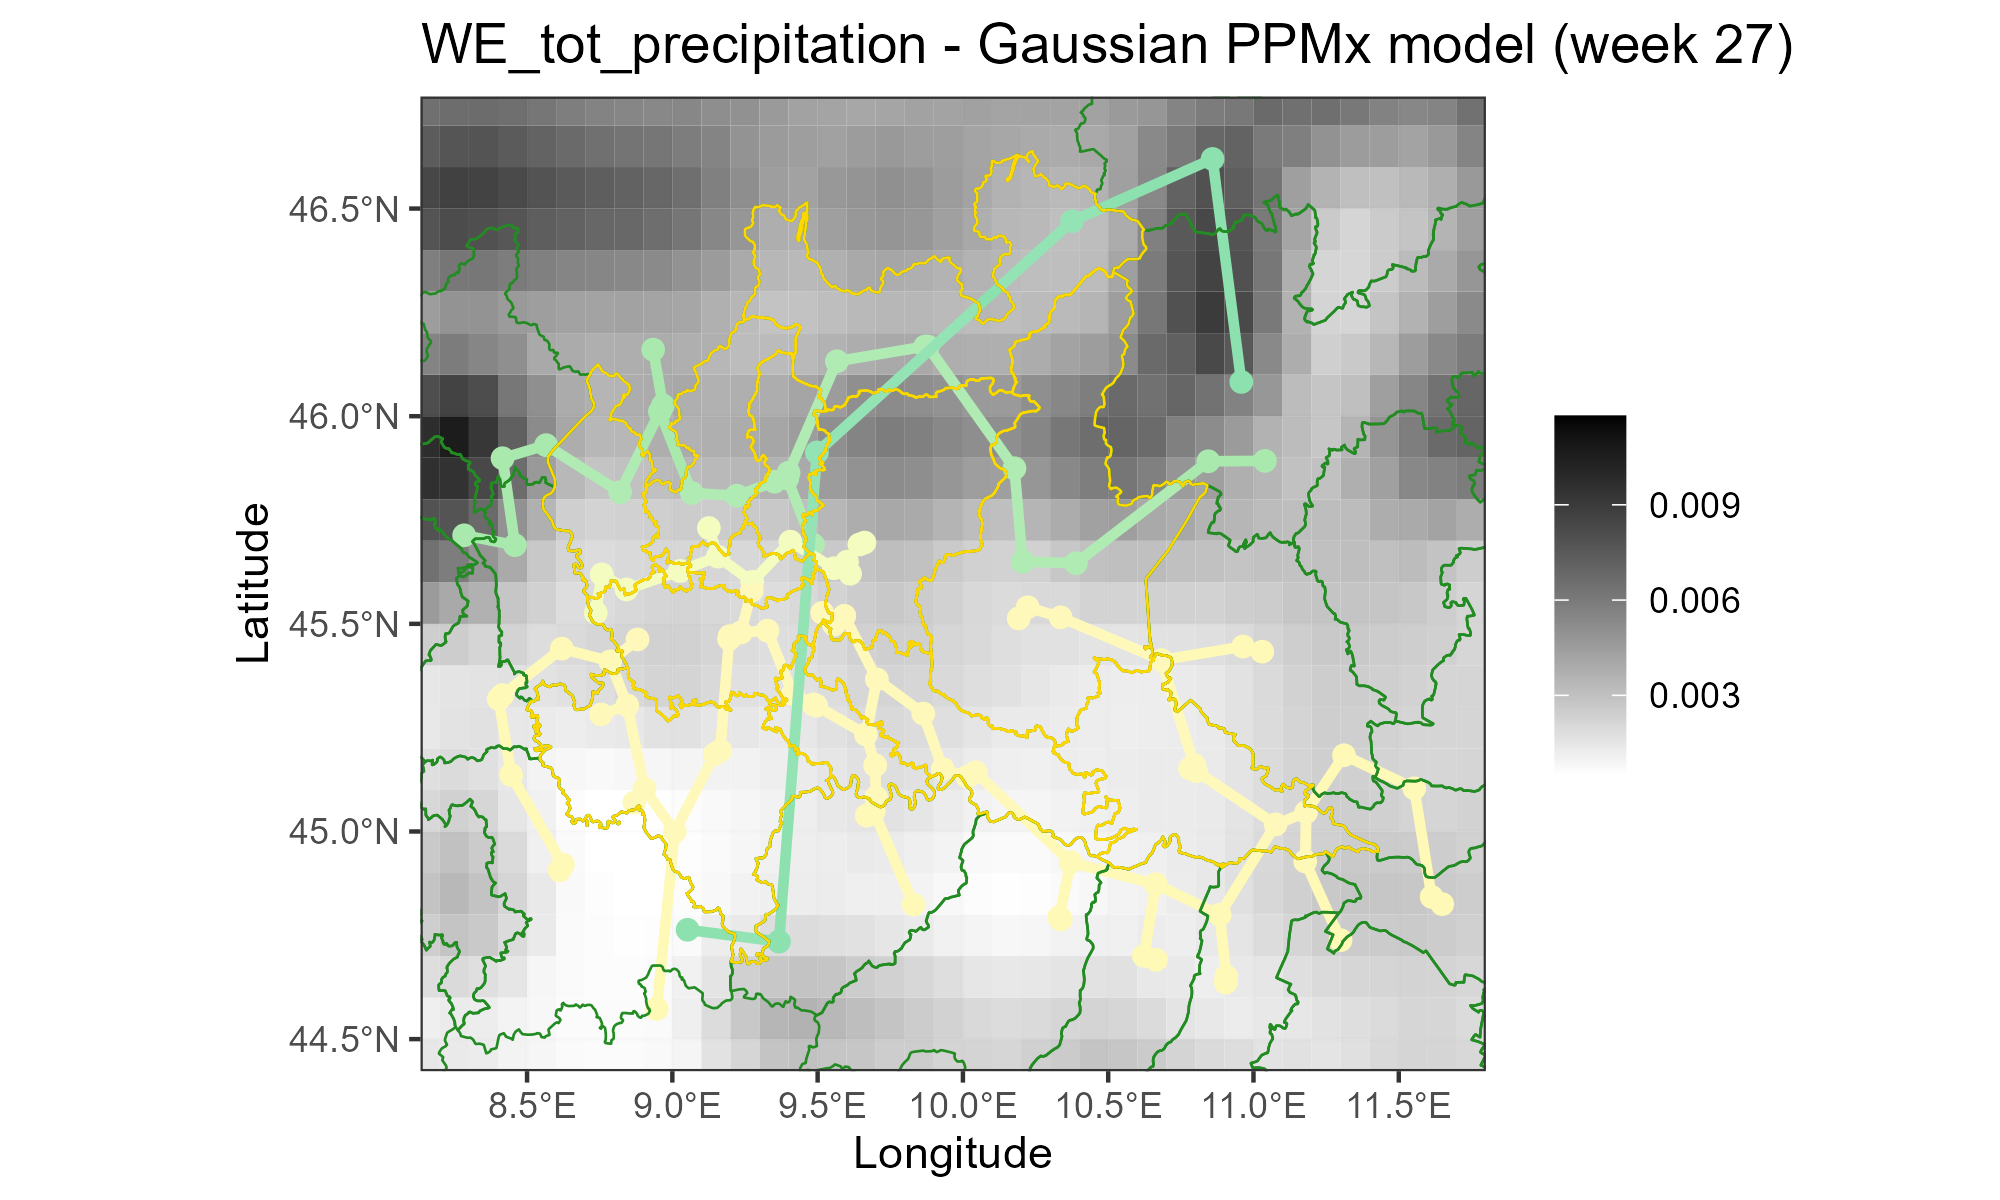 WE_tot_precipitation - Gaussian PPMx model (week 27)
46.5°N
46.0°N
45.5°N
45.0°N
44.5°N
Latitude
8.5°E 9.0°E 9.5°E 10.0°E 10.5°E 11.0°E 11.5°E
Longitude
0.009
0.006
0.003